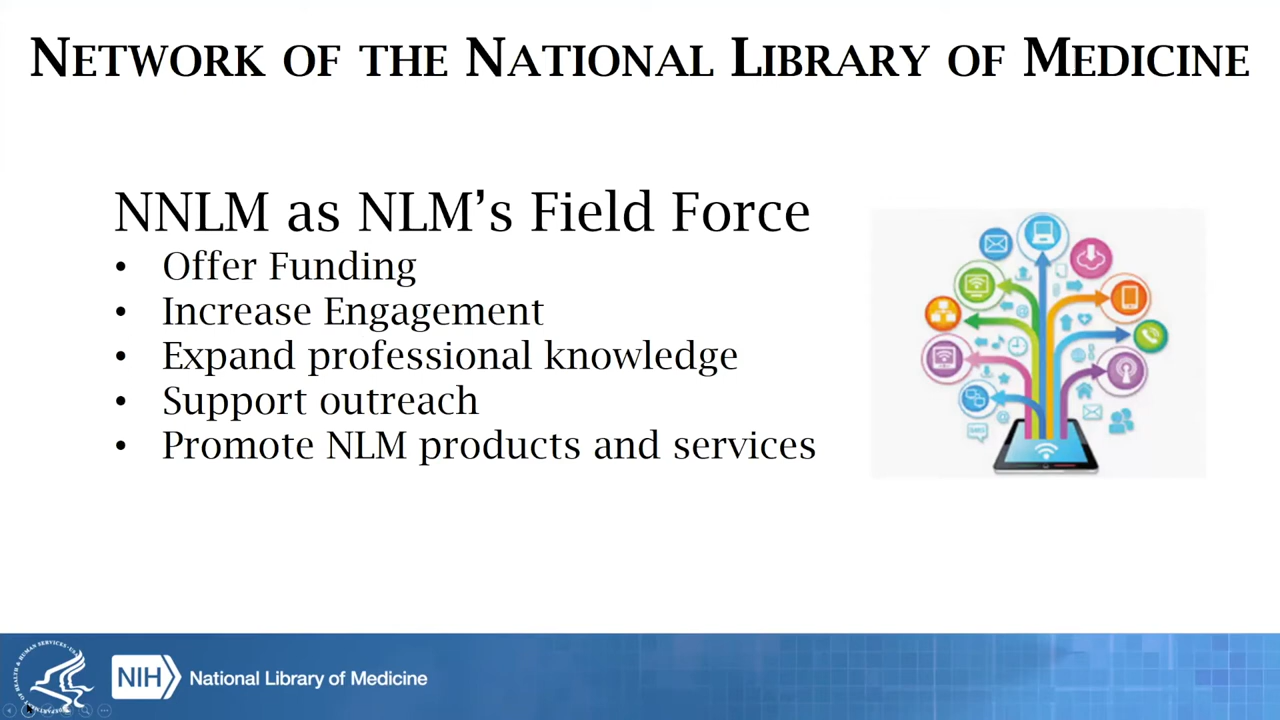 NETWORK OF THE NATIONAL LIBRARY OF MEDICINE
NNLM as NLM's Field Force
• Offer Funding
• Increase Engagement
• Expand professional knowledge
• Support outreach
• Promote NLM products and services
NIH National Library of Medicine